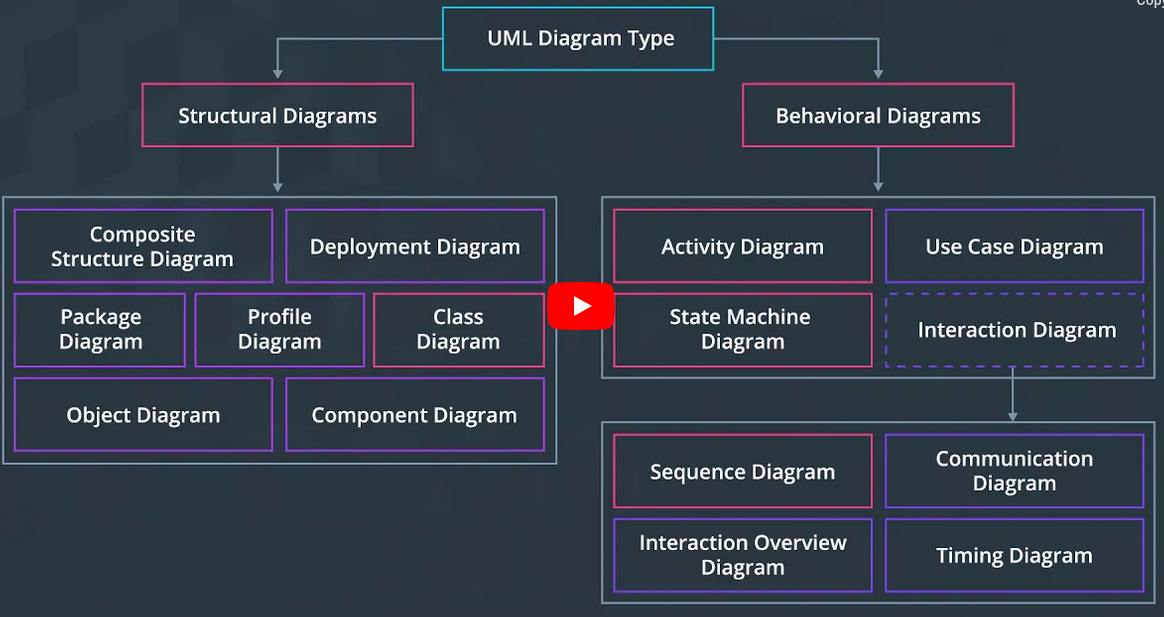 Copy
UML Diagram Type
Structural Diagrams
Behavioral Diagrams
Composite
Structure Diagram
Deployment Diagram
Package
Diagram
Profile
Diagram
Class
Diagram
Object Diagram
Component Diagram
Activity Diagram
Use Case Diagram
State Machine
Diagram
Interaction Diagram
Sequence Diagram
Communication
Diagram
Interaction Overview
Diagram
Timing Diagram